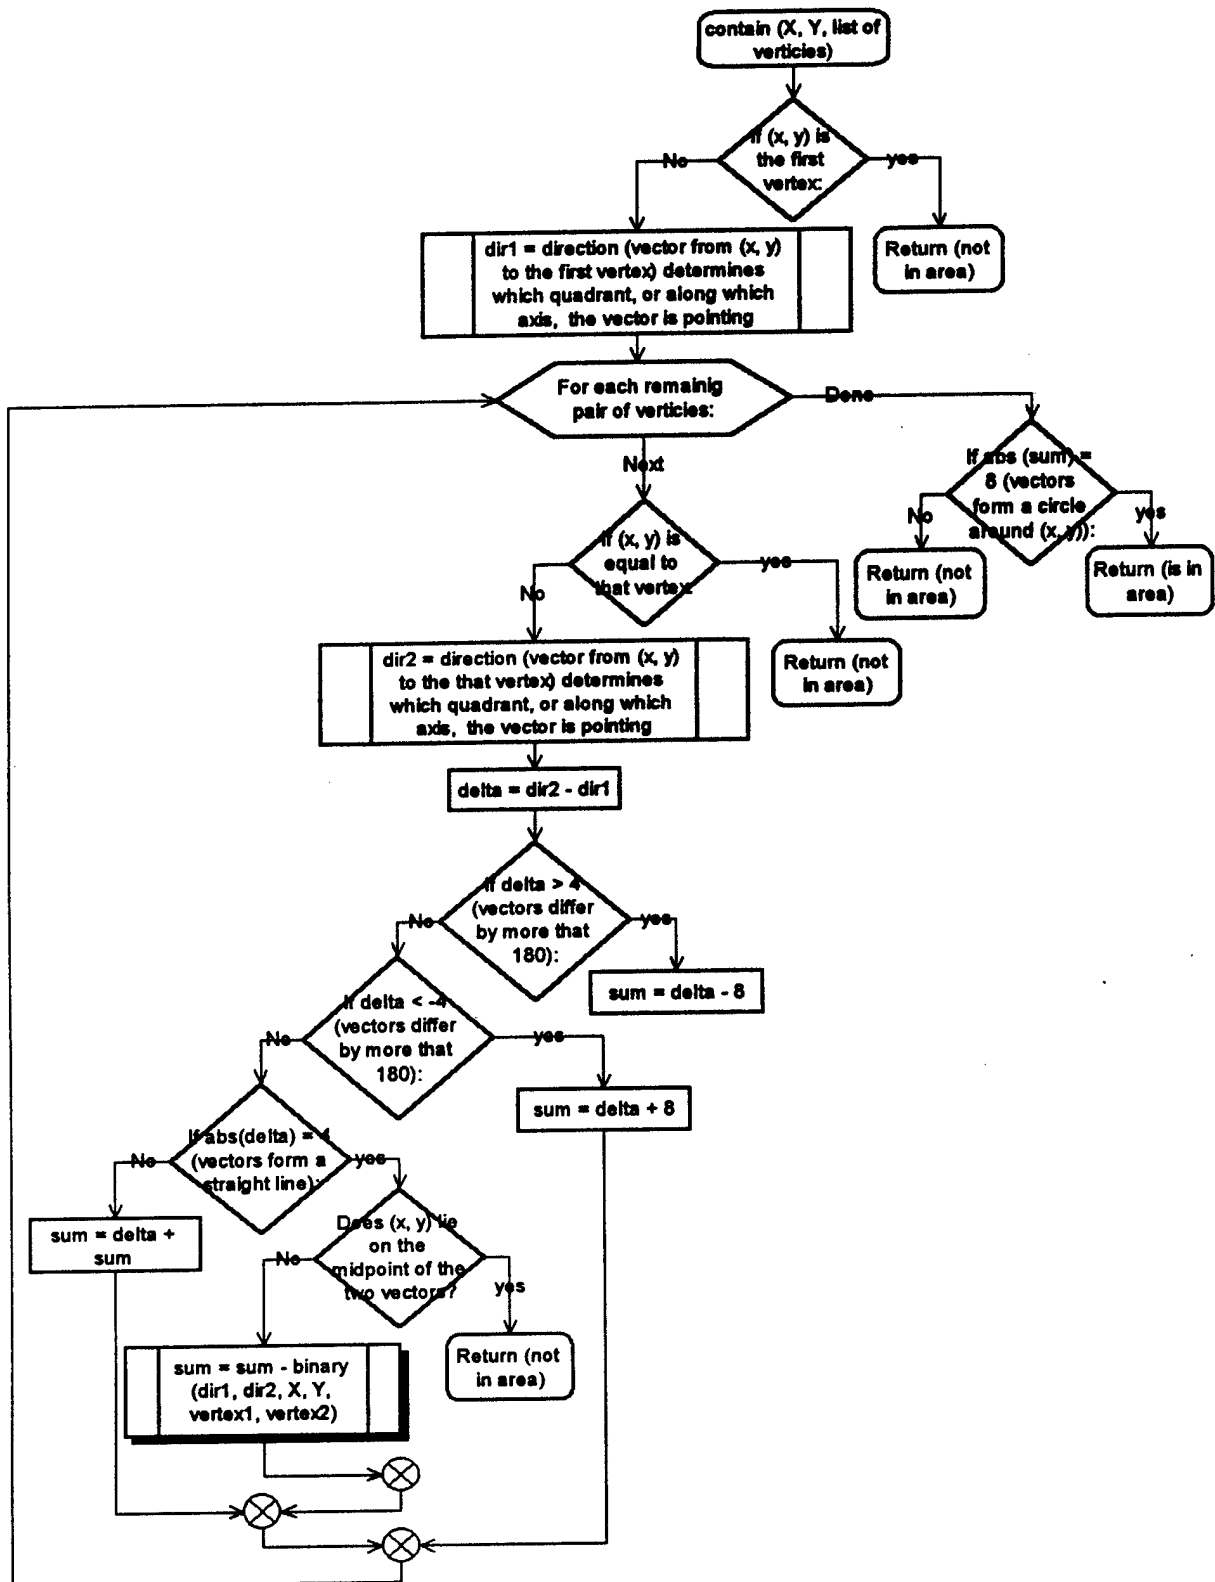 contain (X, Y, list of
verticies)
If (x, y) is
the first
vertex:
No
yes
dir1 = direction (vector from (x, y)
to the first vertex) determines
which quadrant, or along which
axis, the vector is pointing
Return (not
in area)
For each remainig
pair of verticies:
Done
Next
If abs (sum) =
8 (vectors
form a circle
around (x, y)):
No
yes
Return (not
in area)
Return (is in
area)
If (x, y) is
equal to
that vertex:
No
yes
Return (not
in area)
dir2 = direction (vector from (x, y)
to the that vertex) determines
which quadrant, or along which
axis, the vector is pointing
delta = dir2 - dir1
If delta > 4
(vectors differ
by more that
180):
No
yes
sum = delta - 8
If delta < -4
(vectors differ
by more that
180):
No
yes
sum = delta + 8
If abs(delta) = 4
(vectors form a
straight line):
No
yes
sum = delta +
sum
Does (x, y) lie
on the
midpoint of the
two vectors?
No
yes
Return (not
in area)
sum = sum - binary
(dir1, dir2, X, Y,
vertex1, vertex2)